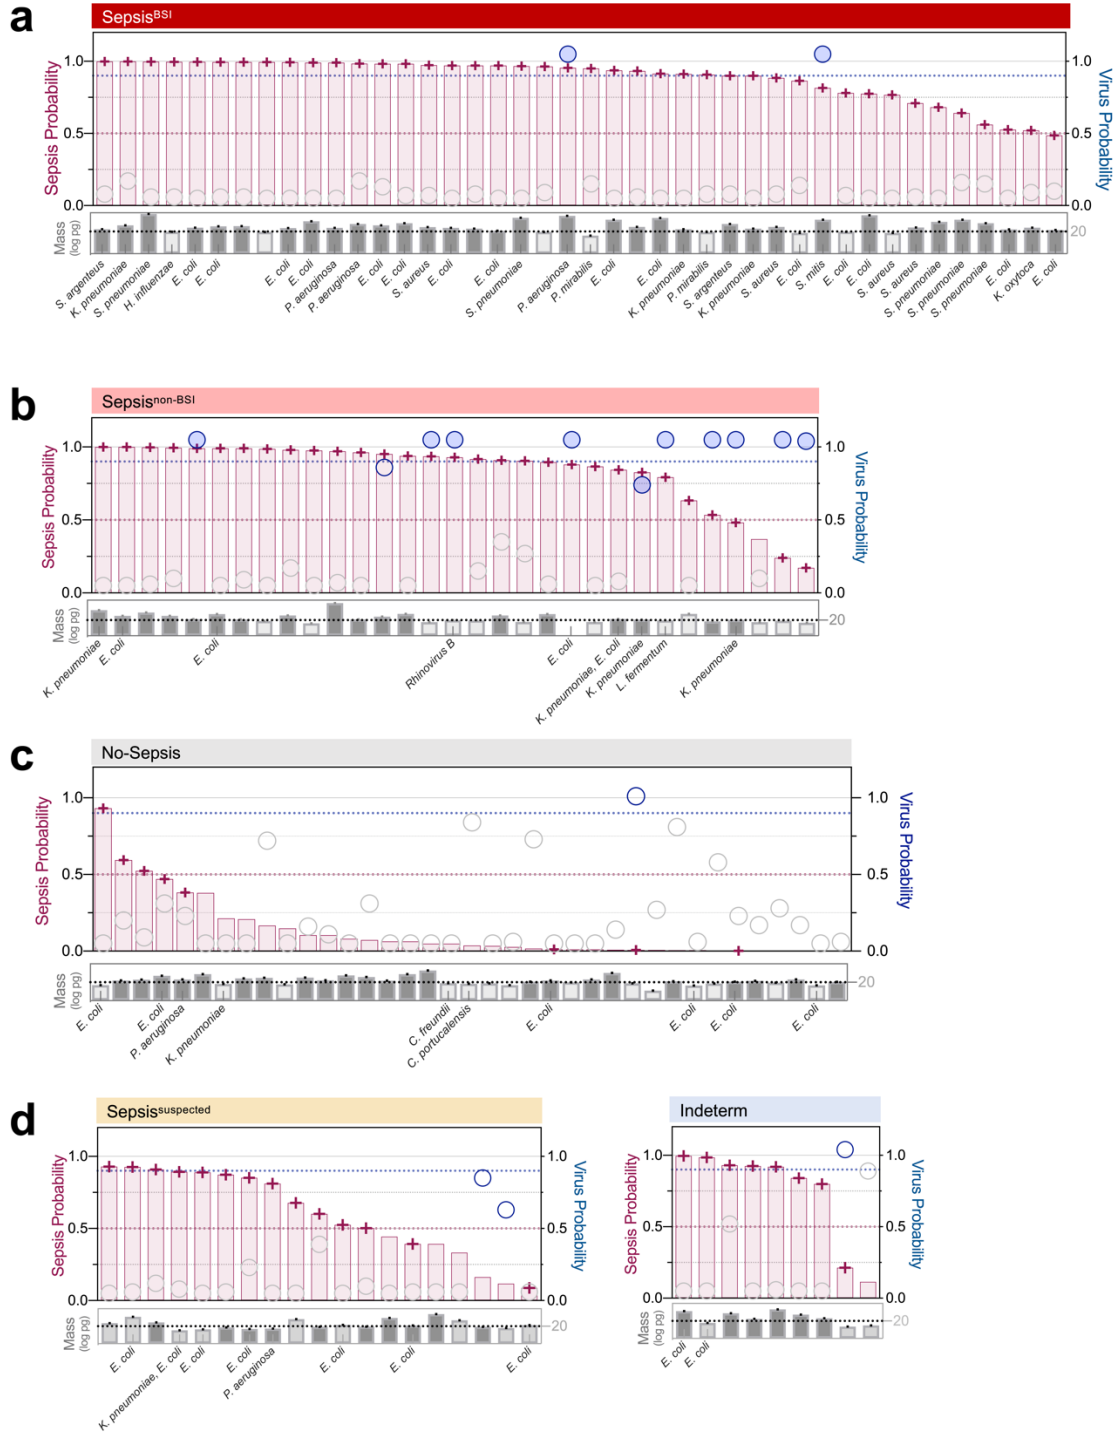 a
Sepsis^BSI
Sepsis Probability
1.0
0.5
0.0
1.0
0.5
0.0
Virus Probability
Mass
(log pg)
20
S. argenteus
K. pneumoniae
S. pneumoniae
H. influenzae
E. coli
E. coli
E. coli
E. coli
P. aeruginosa
P. aeruginosa
E. coli
E. coli
S. aureus
E. coli
E. coli
S. pneumoniae
P. aeruginosa
P. mirabilis
E. coli
E. coli
K. pneumoniae
P. mirabilis
S. argenteus
K. pneumoniae
S. aureus
E. coli
S. mitis
E. coli
E. coli
S. aureus
S. aureus
S. pneumoniae
S. pneumoniae
S. pneumoniae
E. coli
K. oxytoca
E. coli
b
Sepsis^non-BSI
Sepsis Probability
1.0
0.5
0.0
1.0
0.5
0.0
Virus Probability
Mass
(log pg)
20
K. pneumoniae
E. coli
E. coli
Rhinovirus B
E. coli
K. pneumoniae, E. coli
K. pneumoniae
L. fermentum
K. pneumoniae
c
No-Sepsis
Sepsis Probability
1.0
0.5
0.0
1.0
0.5
0.0
Virus Probability
Mass
(log pg)
20
E. coli
E. coli
P. aeruginosa
K. pneumoniae
C. freundii
C. portucalensis
E. coli
E. coli
E. coli
E. coli
d
Sepsis^suspected
Sepsis Probability
1.0
0.5
0.0
1.0
0.5
0.0
Virus Probability
Mass
(log pg)
20
E. coli
K. pneumoniae, E. coli
E. coli
E. coli
P. aeruginosa
E. coli
E. coli
E. coli
Indeterm
Sepsis Probability
1.0
0.5
0.0
1.0
0.5
0.0
Virus Probability
Mass
(log pg)
20
E. coli
E. coli